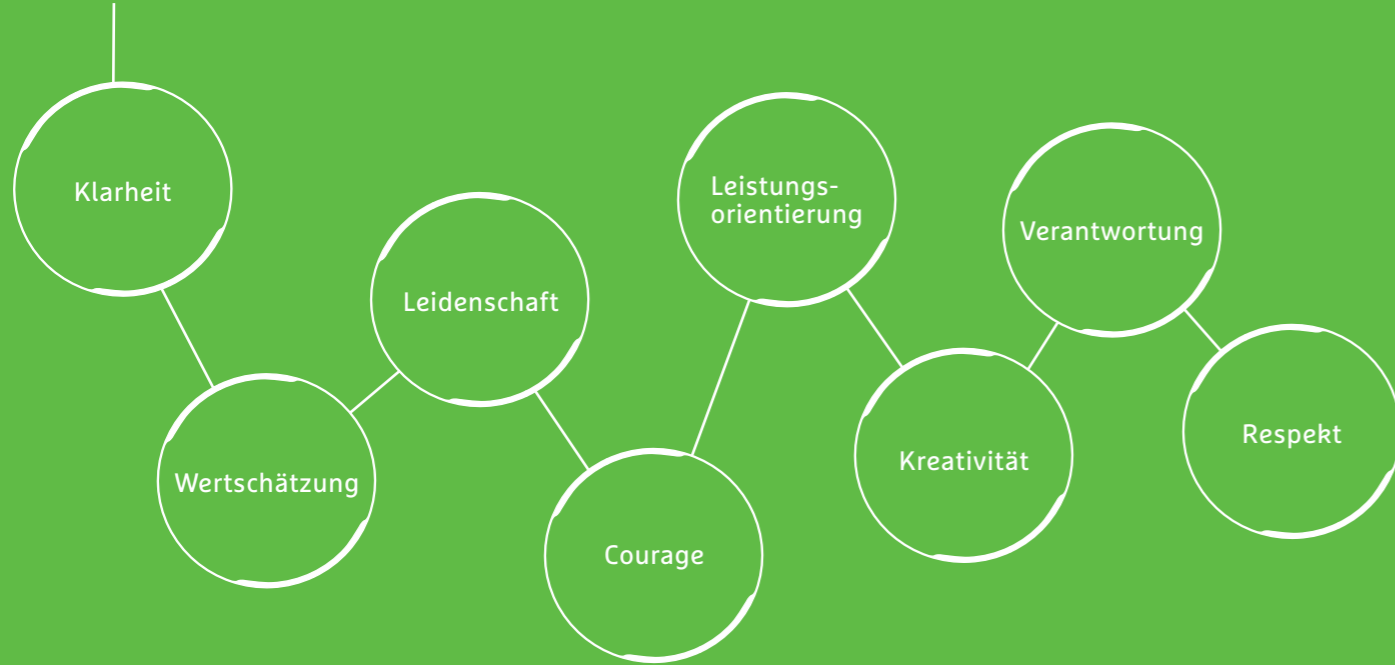 Klarheit
Wertschätzung
Leidenschaft
Courage
Leistungs-
orientierung
Kreativität
Verantwortung
Respekt